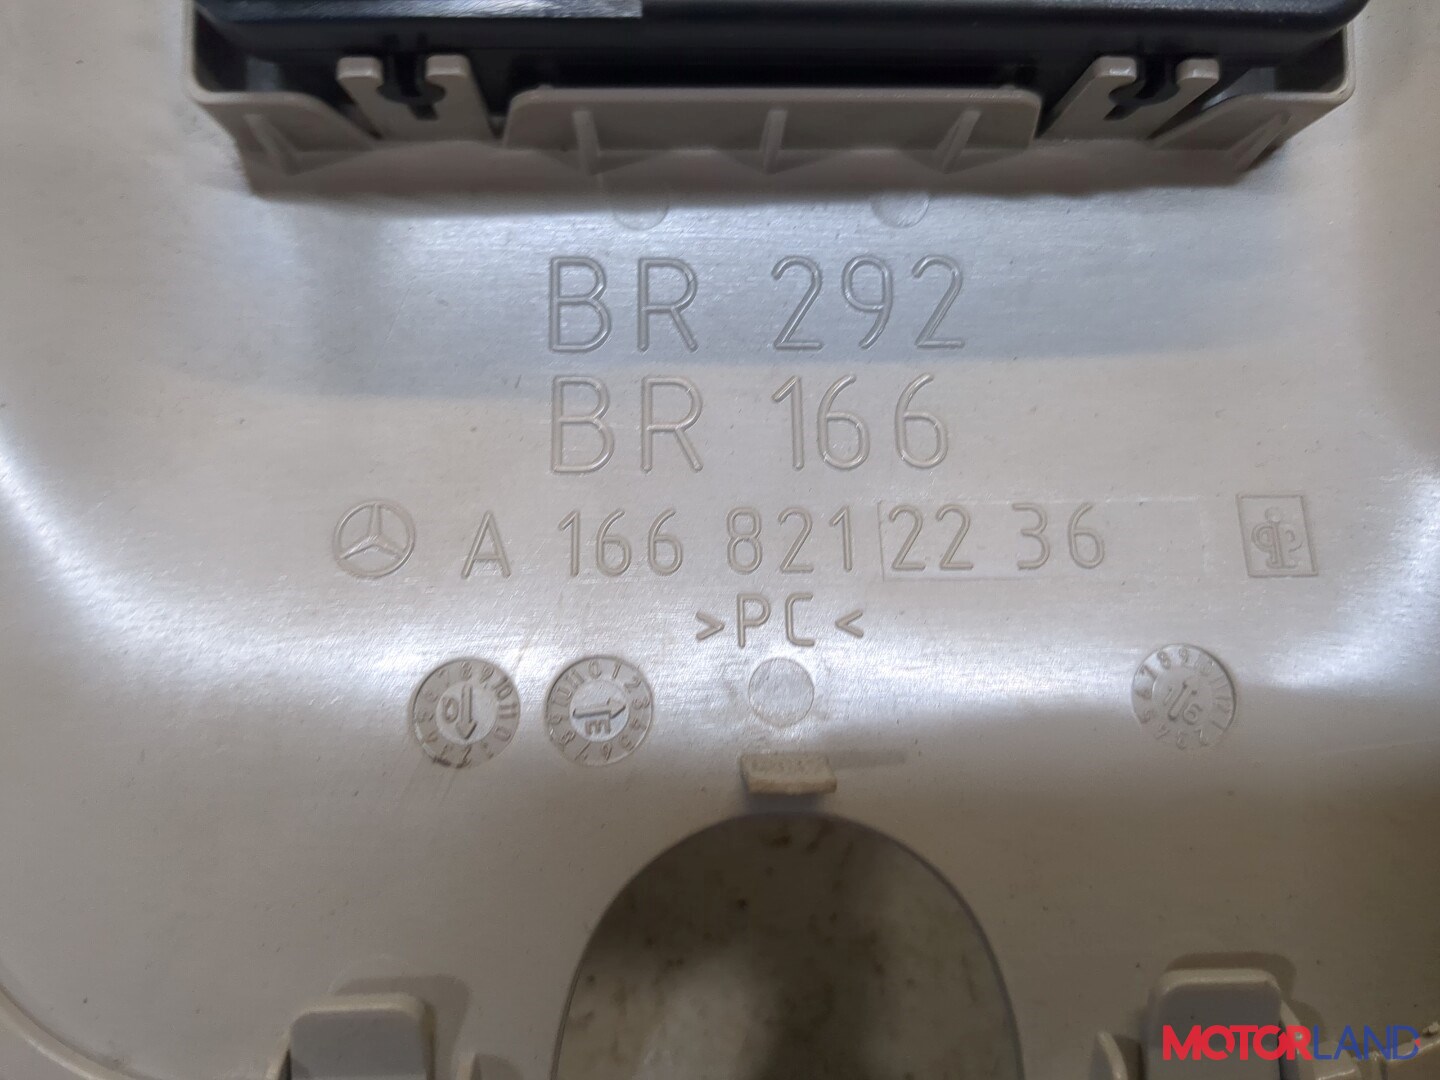 BR 292
BR 166
A 166 821 22 36
>PC<
MOTORLAND